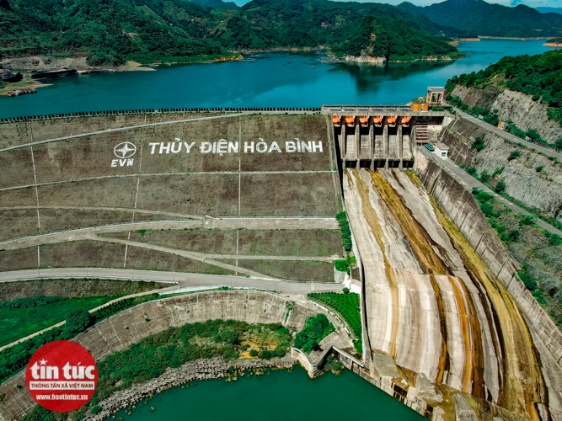 THỦY ĐIỆN HÒA BÌNH
EVN
tin tức
THÔNG TẤN XÃ VIỆT NAM
www.baotintuc.vn